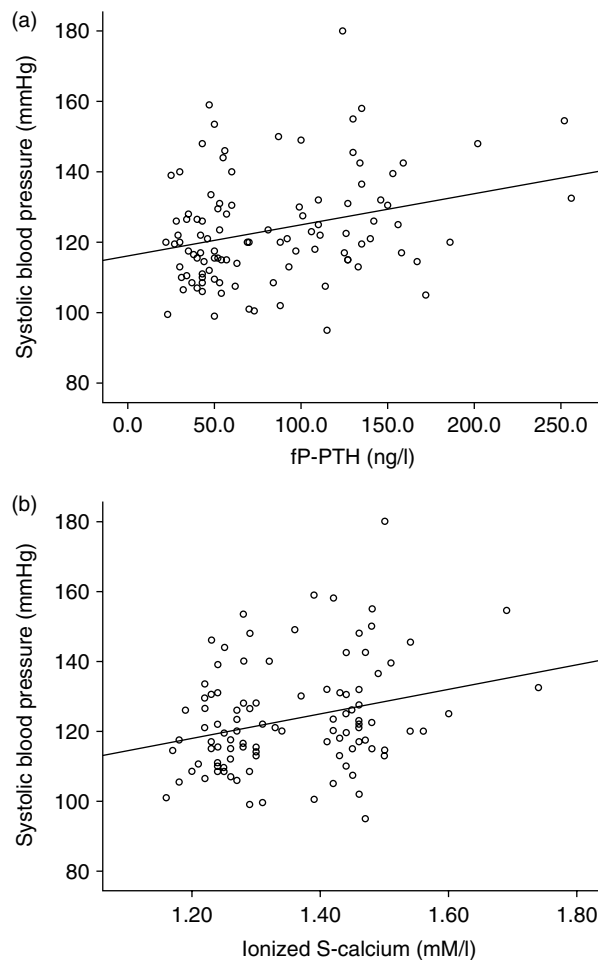 (a)
Systolic blood pressure (mmHg)
180
160
140
120
100
80
0.0 50.0 100.0 150.0 200.0 250.0
fP-PTH (ng/l)
(b)
Systolic blood pressure (mmHg)
180
160
140
120
100
80
1.20 1.40 1.60 1.80
Ionized S-calcium (mM/l)